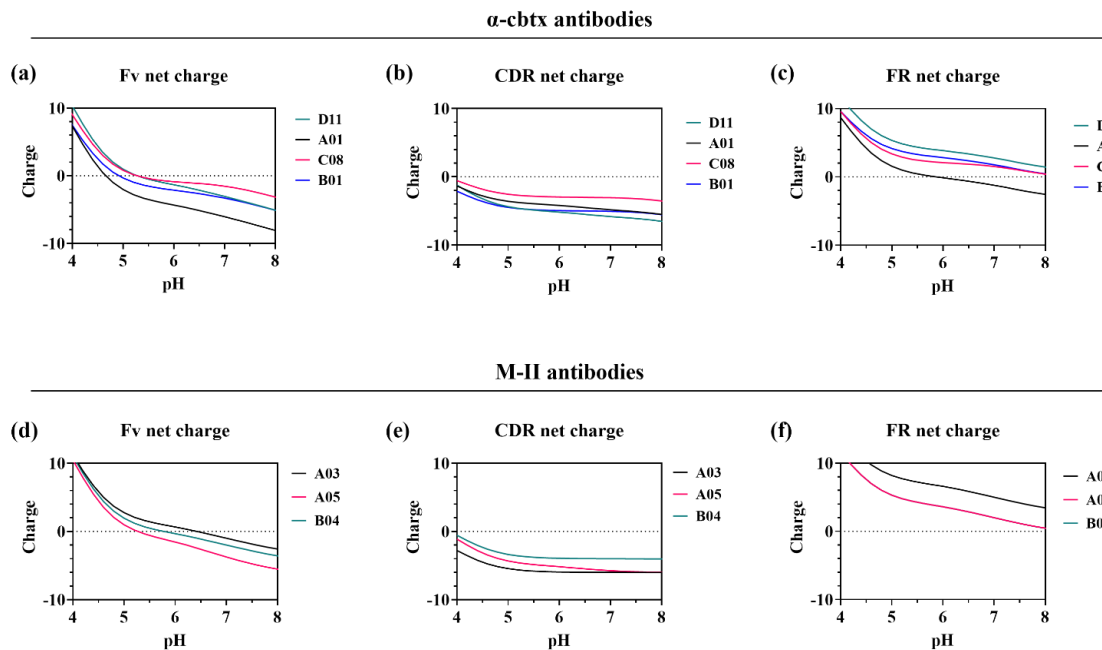 α-cbtx antibodies
(a) Fv net charge
10
0
-10
Charge
4 5 6 7 8
pH
D11
A01
C08
B01
(b) CDR net charge
10
0
-10
Charge
4 5 6 7 8
pH
D11
A01
C08
B01
(c) FR net charge
10
0
-10
Charge
4 5 6 7 8
pH
M-II antibodies
(d) Fv net charge
10
0
-10
Charge
4 5 6 7 8
pH
A03
A05
B04
(e) CDR net charge
10
0
-10
Charge
4 5 6 7 8
pH
A03
A05
B04
(f) FR net charge
10
0
-10
Charge
4 5 6 7 8
pH